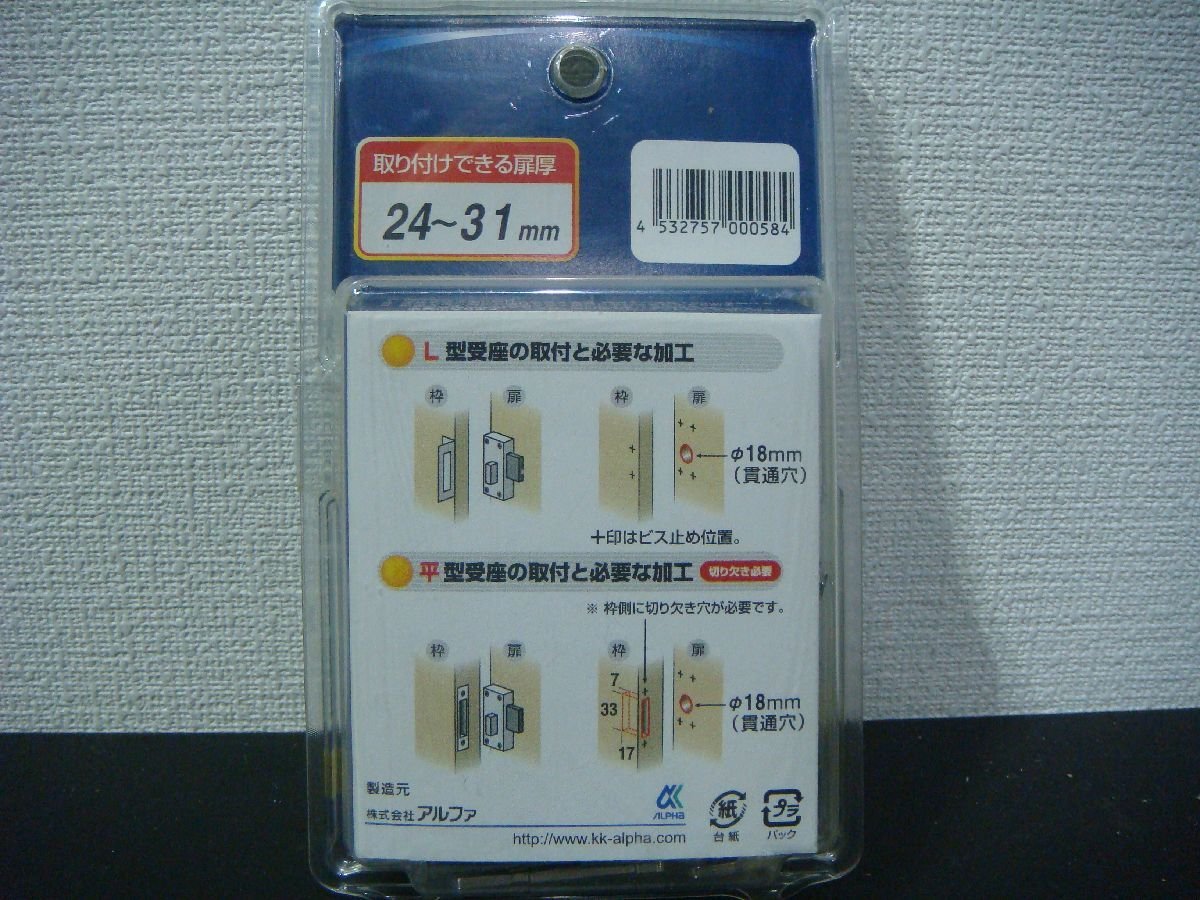 取り付けできる扉厚
24~31mm
4 532757 000584
L 型受座の取付と必要な加工
枠 扉 枠 扉
φ18mm
(貫通穴)
十印はビス止め位置。
平 型受座の取付と必要な加工 切り欠き必要
※ 枠側に切り欠き穴が必要です。
枠 扉 枠 扉
7
33
17
φ18mm
(貫通穴)
製造元
株式会社 アルファ
ALPHA
http://www.kk-alpha.com
紙
台紙
プラ
パック